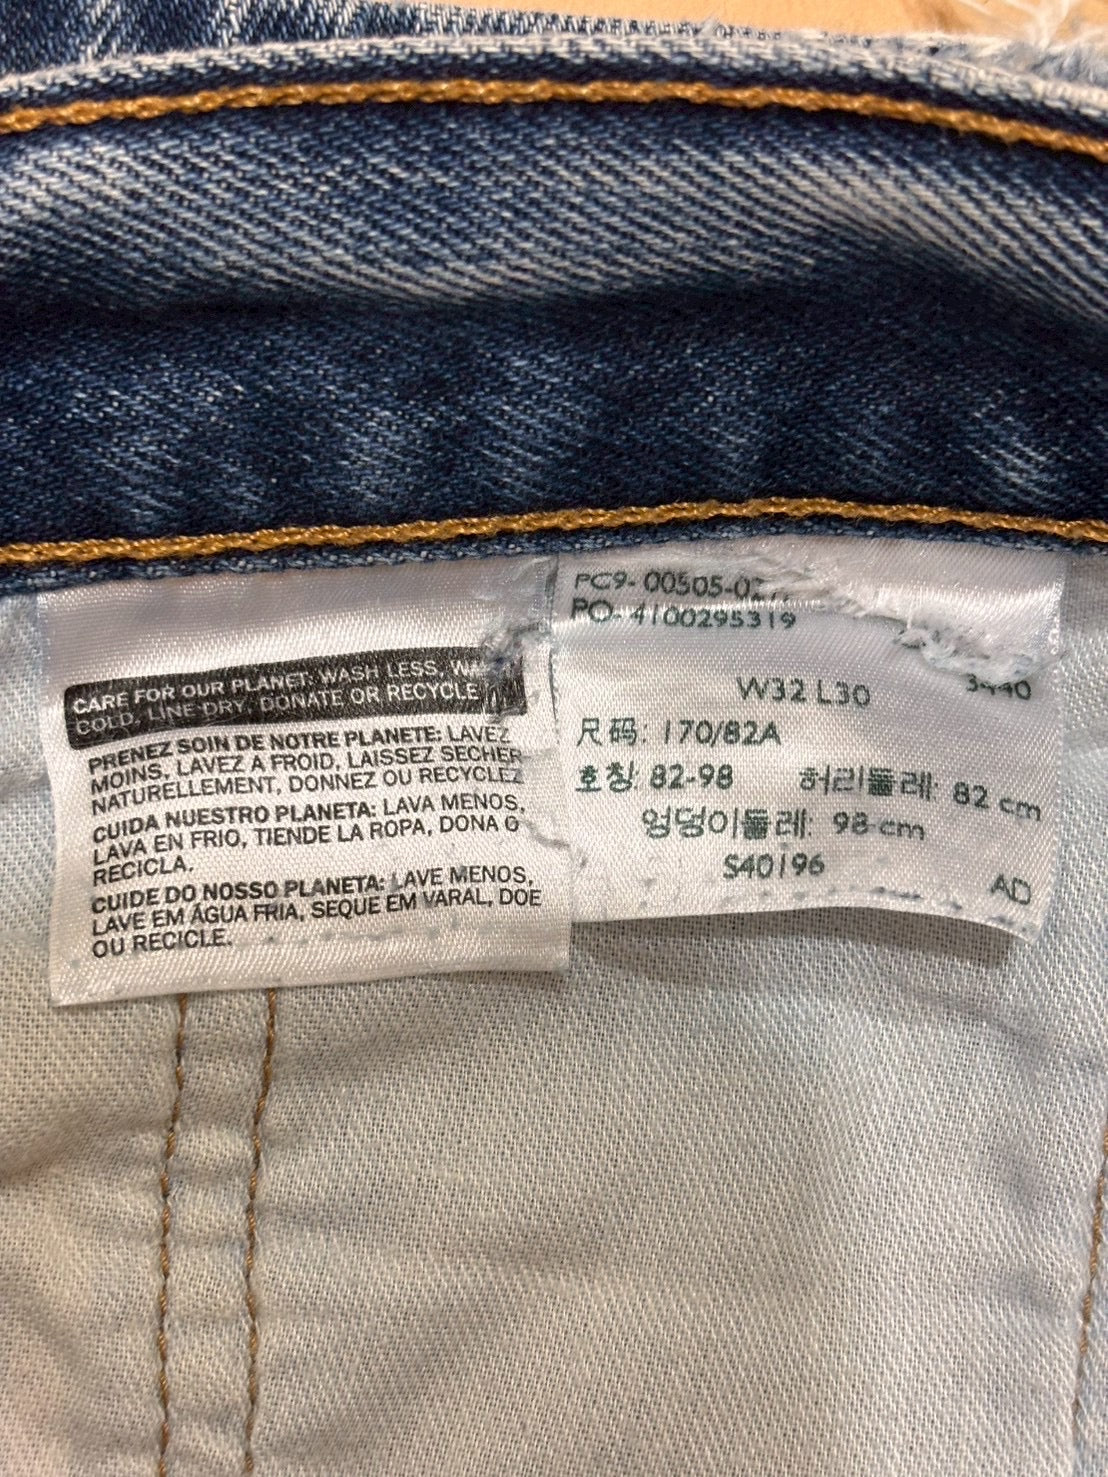 CARE FOR OUR PLANET: WASH LESS,
COLD, LINE DRY, DONATE OR RECYCLE
PRENEZ SOIN DE NOTRE PLANETE: LAVEZ
MOINS, LAVEZ A FROID, LAISSEZ SECHER
NATURELLEMENT, DONNEZ OU RECYCLEZ
CUIDA NUESTRO PLANETA: LAVA MENOS,
LAVA EN FRIO, TIENDE LA ROPA, DONA O
RECICLA.
CUIDE DO NOSSO PLANETA: LAVE MENOS,
LAVE EM ÁGUA FRIA, SEQUE EM VARAL, DOE
OU RECICLE.
PC9- 00505-02
PO- 4100295319
3440
W32 L30
尺码: 170/82A
호칭: 82-98 허리둘레: 82 cm
엉덩이둘레: 98 cm
S40196
AD